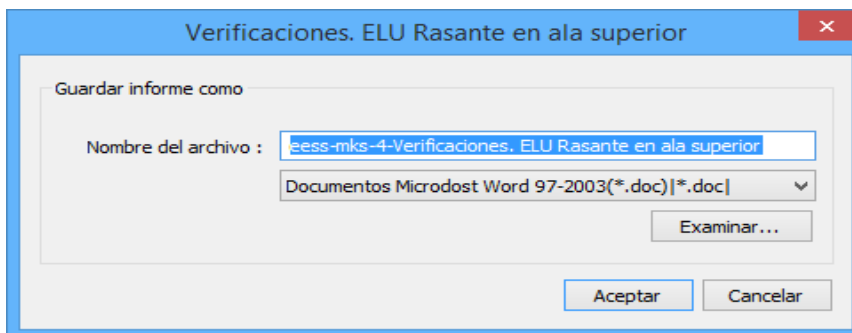 Verificaciones. ELU Rasante en ala superior
Guardar informe como
Nombre del archivo : eess-mks-4-Verificaciones. ELU Rasante en ala superior
Documentos Microdost Word 97-2003(*.doc)|*.doc|
Examinar...
Aceptar Cancelar